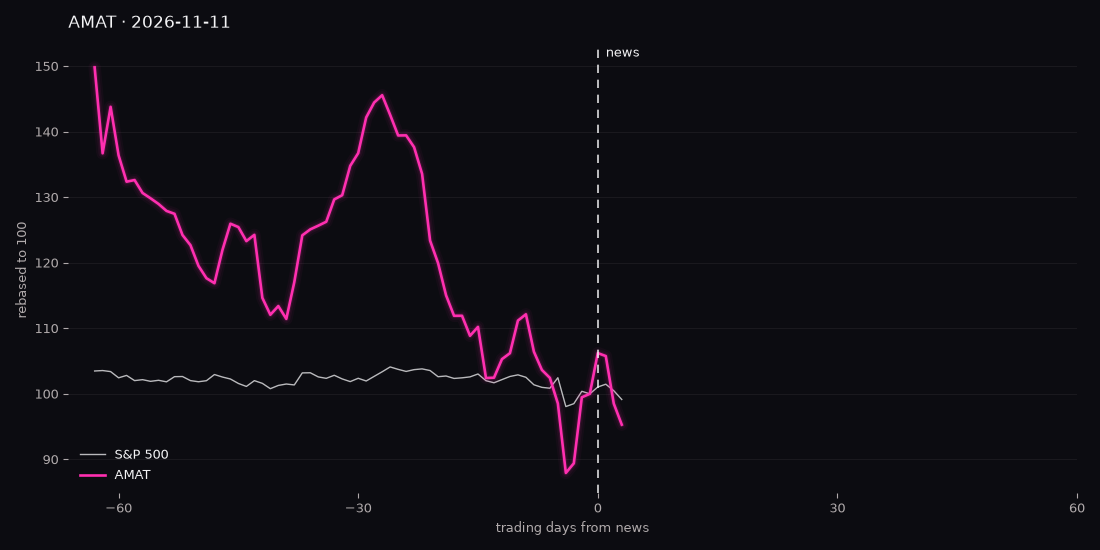 AMAT · 2026-11-11
news
150
140
130
120
110
100
90
rebased to 100
S&P 500
AMAT
−60
−30
0
30
60
trading days from news